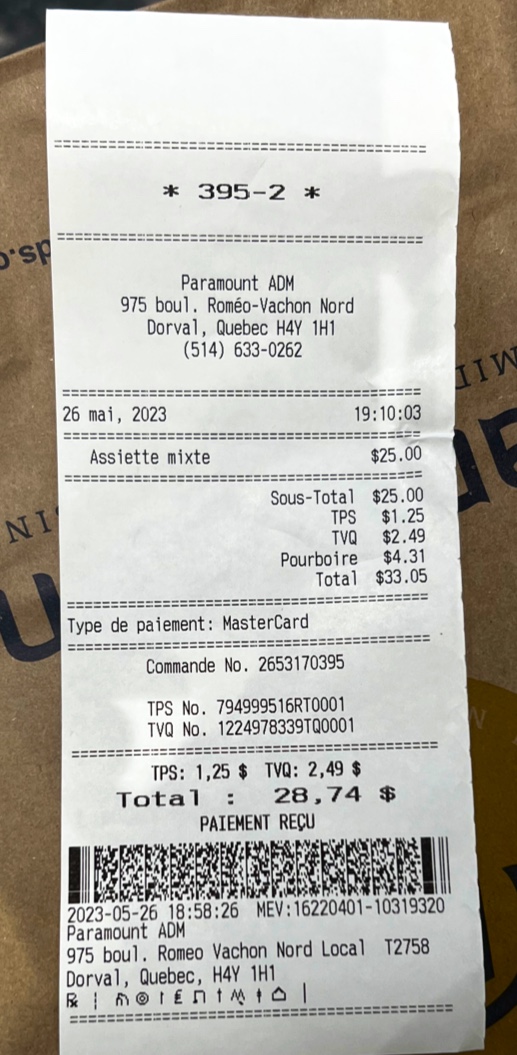 * 395-2 *
Paramount ADM
975 boul. Roméo-Vachon Nord
Dorval, Quebec H4Y 1H1
(514) 633-0262
26 mai, 2023 19:10:03
Assiette mixte $25.00
Sous-Total $25.00
TPS $1.25
TVQ $2.49
Pourboire $4.31
Total $33.05
Type de paiement: MasterCard
Commande No. 2653170395
TPS No. 794999516RT0001
TVQ No. 1224978339TQ0001
TPS: 1,25 $ TVQ: 2,49 $
Total : 28,74 $
PAIEMENT REÇU
2023-05-26 18:58:26 MEV:16220401-10319320
Paramount ADM
975 boul. Romeo Vachon Nord Local T2758
Dorval, Quebec, H4Y 1H1